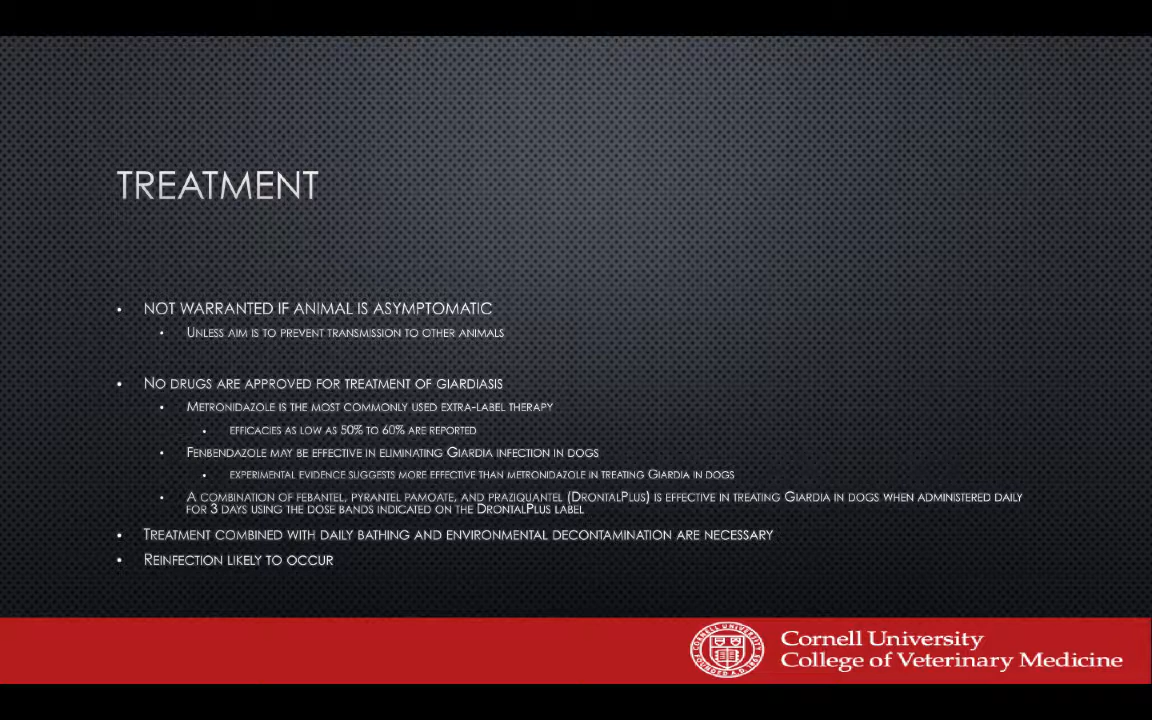 TREATMENT
• NOT WARRANTED IF ANIMAL IS ASYMPTOMATIC
• UNLESS AIM IS TO PREVENT TRANSMISSION TO OTHER ANIMALS
• NO DRUGS ARE APPROVED FOR TREATMENT OF GIARDIASIS
• METRONIDAZOLE IS THE MOST COMMONLY USED EXTRA-LABEL THERAPY
• EFFICACIES AS LOW AS 50% TO 60% ARE REPORTED
• FENBENDAZOLE MAY BE EFFECTIVE IN ELIMINATING GIARDIA INFECTION IN DOGS
• EXPERIMENTAL EVIDENCE SUGGESTS MORE EFFECTIVE THAN METRONIDAZOLE IN TREATING GIARDIA IN DOGS
• A COMBINATION OF FEBANTEL, PYRANTEL PAMOATE, AND PRAZIQUANTEL (DRONTALPLUS) IS EFFECTIVE IN TREATING GIARDIA IN DOGS WHEN ADMINISTERED DAILY
FOR 3 DAYS USING THE DOSE BANDS INDICATED ON THE DRONTALPLUS LABEL
• TREATMENT COMBINED WITH DAILY BATHING AND ENVIRONMENTAL DECONTAMINATION ARE NECESSARY
• REINFECTION LIKELY TO OCCUR
CORNELL UNIVERSITY
FOUNDED A.D. 1865
Cornell University
College of Veterinary Medicine